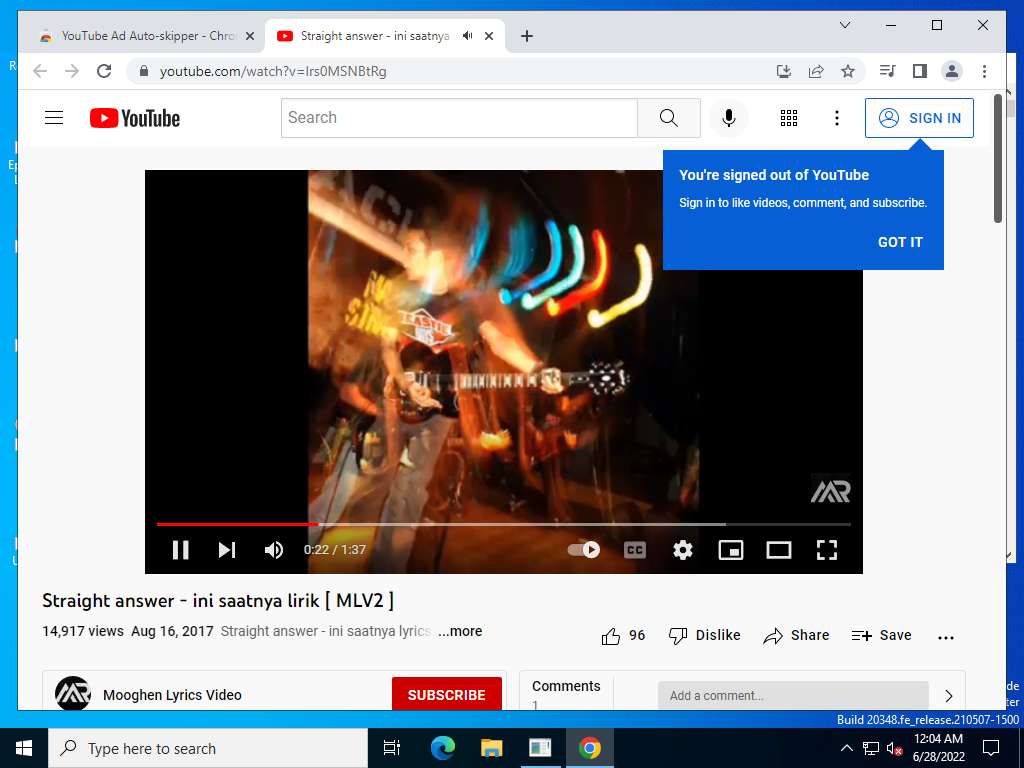 YouTube Ad Auto-skipper - Chro
Straight answer - ini saatnya
youtube.com/watch?v=Irs0MSNBtRg
YouTube
Search
SIGN IN
You're signed out of YouTube
Sign in to like videos, comment, and subscribe.
GOT IT
EASTIE
MR
0:22 / 1:37
CC
Straight answer - ini saatnya lirik [ MLV2 ]
14,917 views Aug 16, 2017 Straight answer - ini saatnya lyrics ...more
96 Dislike Share Save
Mooghen Lyrics Video
SUBSCRIBE
Comments
1
Add a comment...
Build 20348.fe_release.210507-1500
Type here to search
12:04 AM
6/28/2022